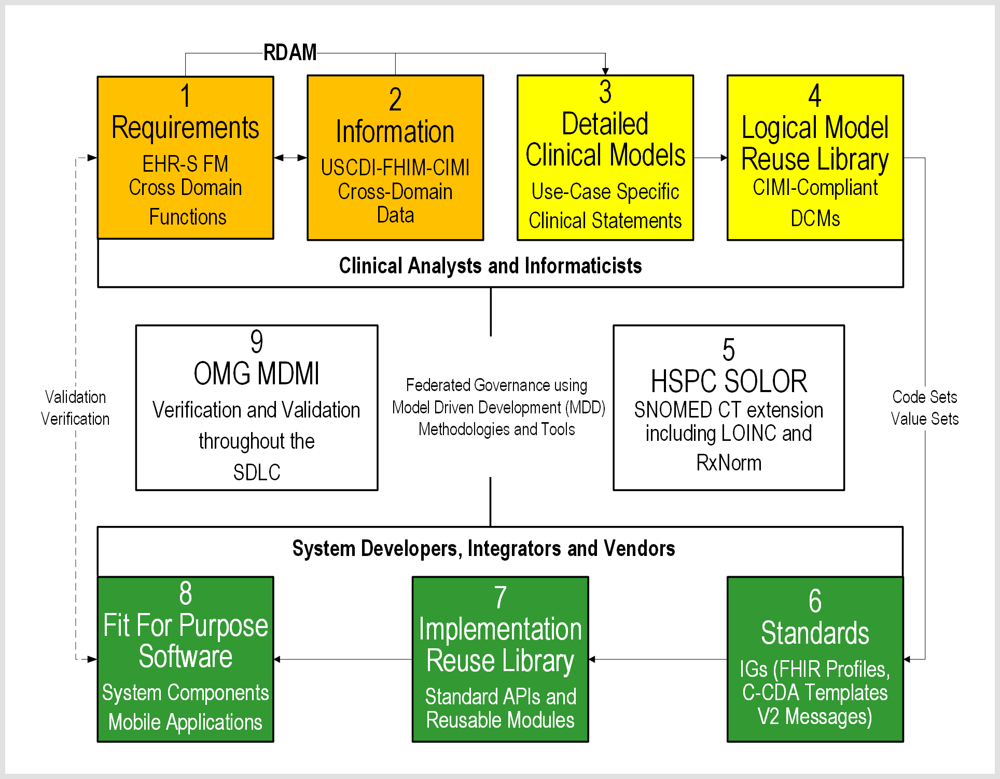 RDAM
1
Requirements
EHR-S FM
Cross Domain
Functions
2
Information
USCDI-FHIM-CIMI
Cross-Domain
Data
3
Detailed
Clinical Models
Use-Case Specific
Clinical Statements
4
Logical Model
Reuse Library
CIMI-Compliant
DCMs
Clinical Analysts and Informaticists
Validation
Verification
9
OMG MDMI
Verification and Validation
throughout the
SDLC
Federated Governance using
Model Driven Development (MDD)
Methodologies and Tools
5
HSPC SOLOR
SNOMED CT extension
including LOINC and
RxNorm
Code Sets
Value Sets
System Developers, Integrators and Vendors
8
Fit For Purpose
Software
System Components
Mobile Applications
7
Implementation
Reuse Library
Standard APIs and
Reusable Modules
6
Standards
IGs (FHIR Profiles,
C-CDA Templates
V2 Messages)